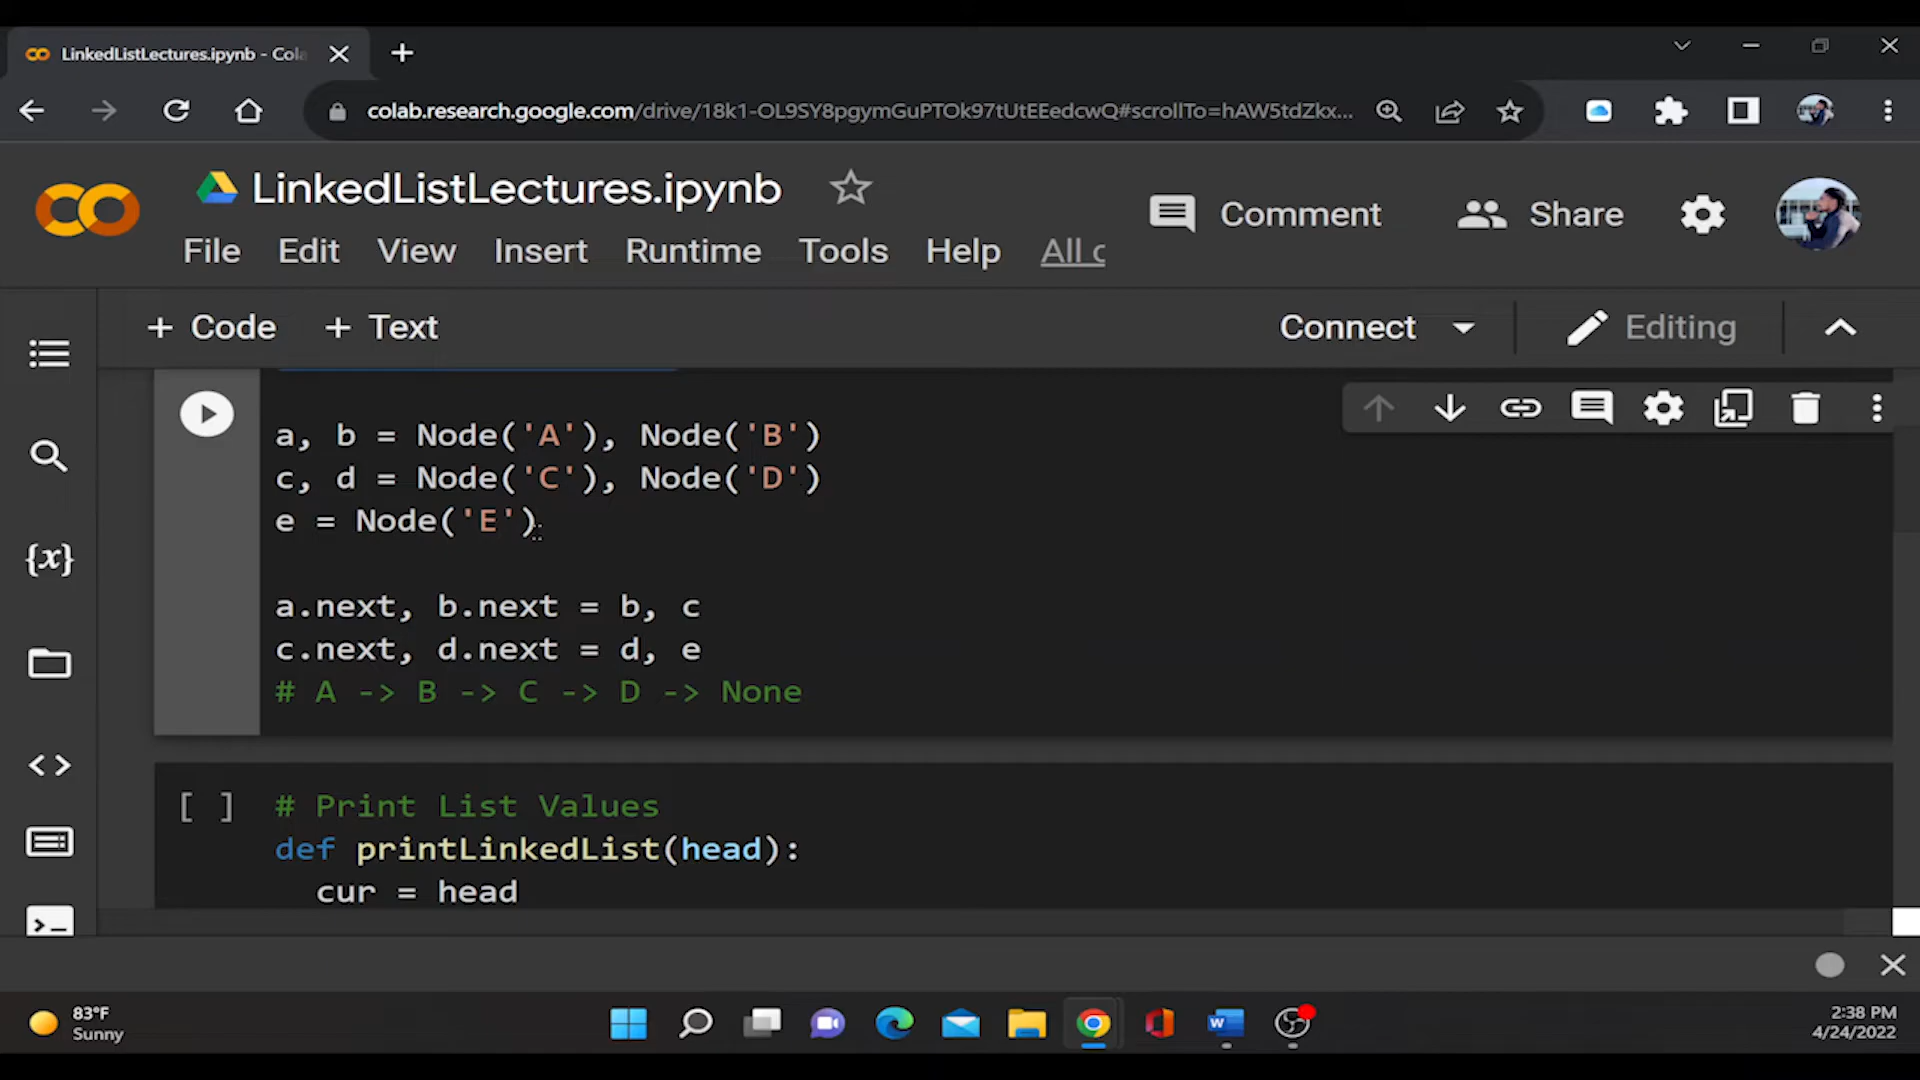 LinkedListLectures.ipynb - Cola
colab.research.google.com/drive/18k1-OL9SY8pgymGuPTOk97tUtEEedcwQ#scrollTo=hAW5tdZkx...
LinkedListLectures.ipynb
Comment
Share
File Edit View Insert Runtime Tools Help All c
+ Code + Text
Connect
Editing
a, b = Node('A'), Node('B')
c, d = Node('C'), Node('D')
e = Node('E')
a.next, b.next = b, c
c.next, d.next = d, e
# A -> B -> C -> D -> None
{x}
[ ] # Print List Values
def printLinkedList(head):
cur = head
83°F
Sunny
2:38 PM
4/24/2022